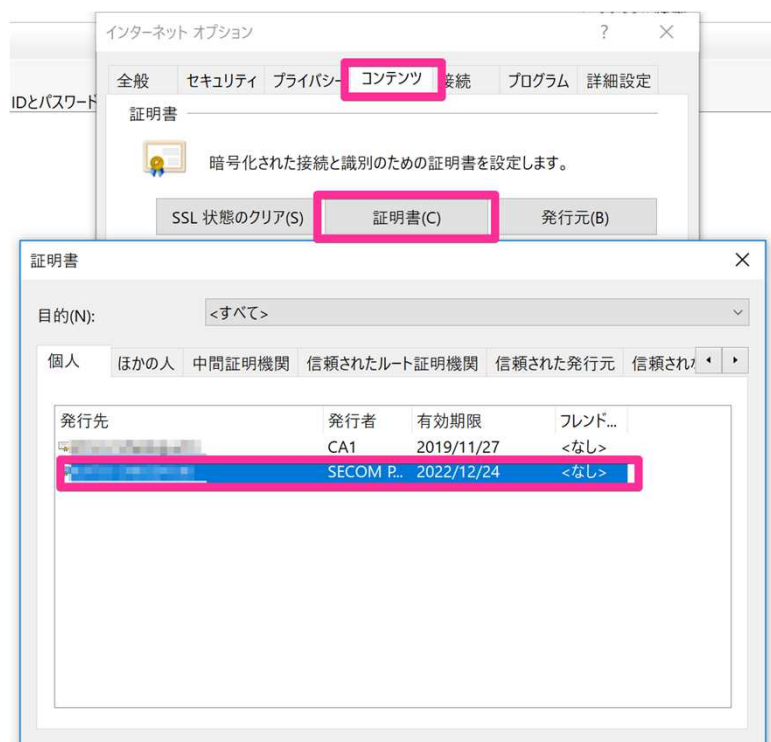 インターネット オプション ? ×
全般 セキュリティ プライバシー コンテンツ 接続 プログラム 詳細設定
IDとパスワード
証明書
暗号化された接続と識別のための証明書を設定します。
SSL 状態のクリア(S) 証明書(C) 発行元(B)
証明書 ×
目的(N): <すべて>
個人 ほかの人 中間証明機関 信頼されたルート証明機関 信頼された発行元 信頼され
発行先 発行者 有効期限 フレンド...
CA1 2019/11/27 <なし>
SECOM P... 2022/12/24 <なし>